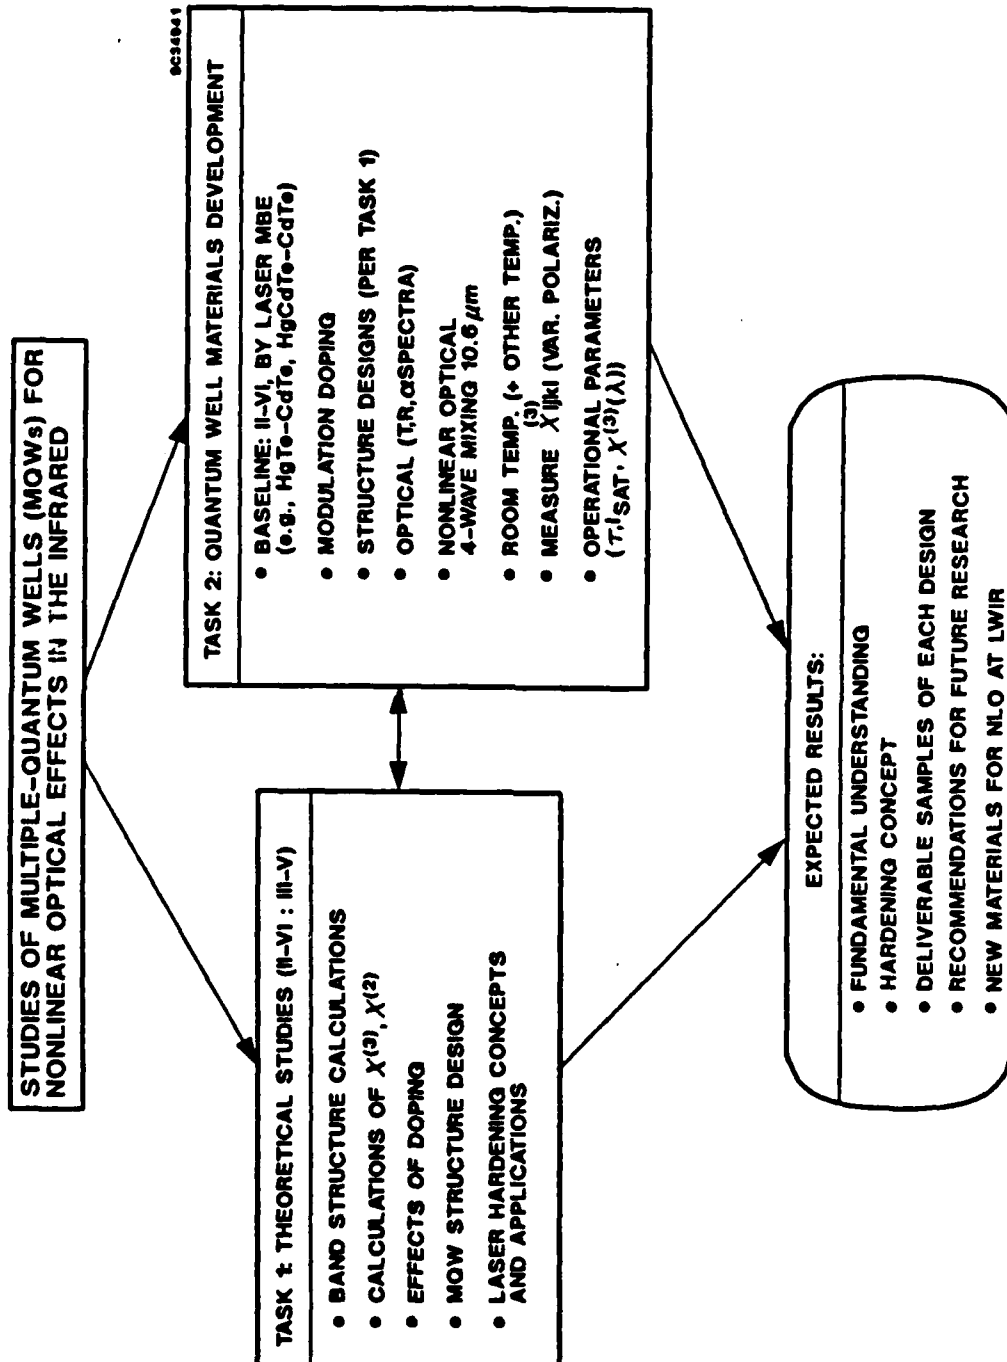 SC34041
STUDIES OF MULTIPLE-QUANTUM WELLS (MQWs) FOR
NONLINEAR OPTICAL EFFECTS IN THE INFRARED
TASK 1: THEORETICAL STUDIES (II-VI : III-V)
• BAND STRUCTURE CALCULATIONS
• CALCULATIONS OF χ(3), χ(2)
• EFFECTS OF DOPING
• MQW STRUCTURE DESIGN
• LASER HARDENING CONCEPTS
AND APPLICATIONS
TASK 2: QUANTUM WELL MATERIALS DEVELOPMENT
• BASELINE: II-VI, BY LASER MBE
(e.g., HgTe-CdTe, HgCdTe-CdTe)
• MODULATION DOPING
• STRUCTURE DESIGNS (PER TASK 1)
• OPTICAL (T,R,αSPECTRA)
• NONLINEAR OPTICAL
4-WAVE MIXING 10.6 μm
• ROOM TEMP. (+ OTHER TEMP.)
• MEASURE χ(3)ijkl (VAR. POLARIZ.)
• OPERATIONAL PARAMETERS
(τ,ISAT, χ(3)(λ))
EXPECTED RESULTS:
• FUNDAMENTAL UNDERSTANDING
• HARDENING CONCEPT
• DELIVERABLE SAMPLES OF EACH DESIGN
• RECOMMENDATIONS FOR FUTURE RESEARCH
• NEW MATERIALS FOR NLO AT LWIR